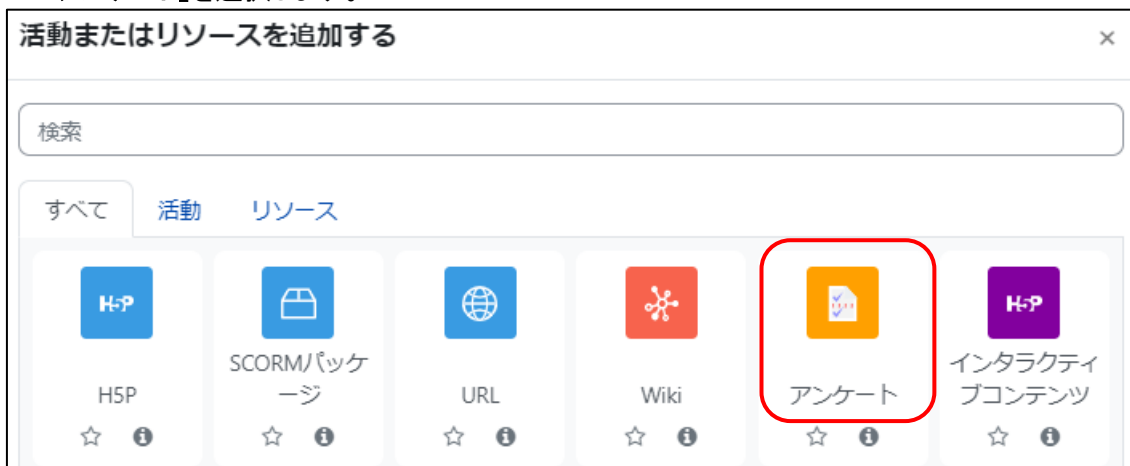 活動またはリソースを追加する
×
検索
すべて 活動 リソース
H5P
H5P
SCORMパッケ
ージ
H5P
URL
Wiki
アンケート
インタラクティ
ブコンテンツ